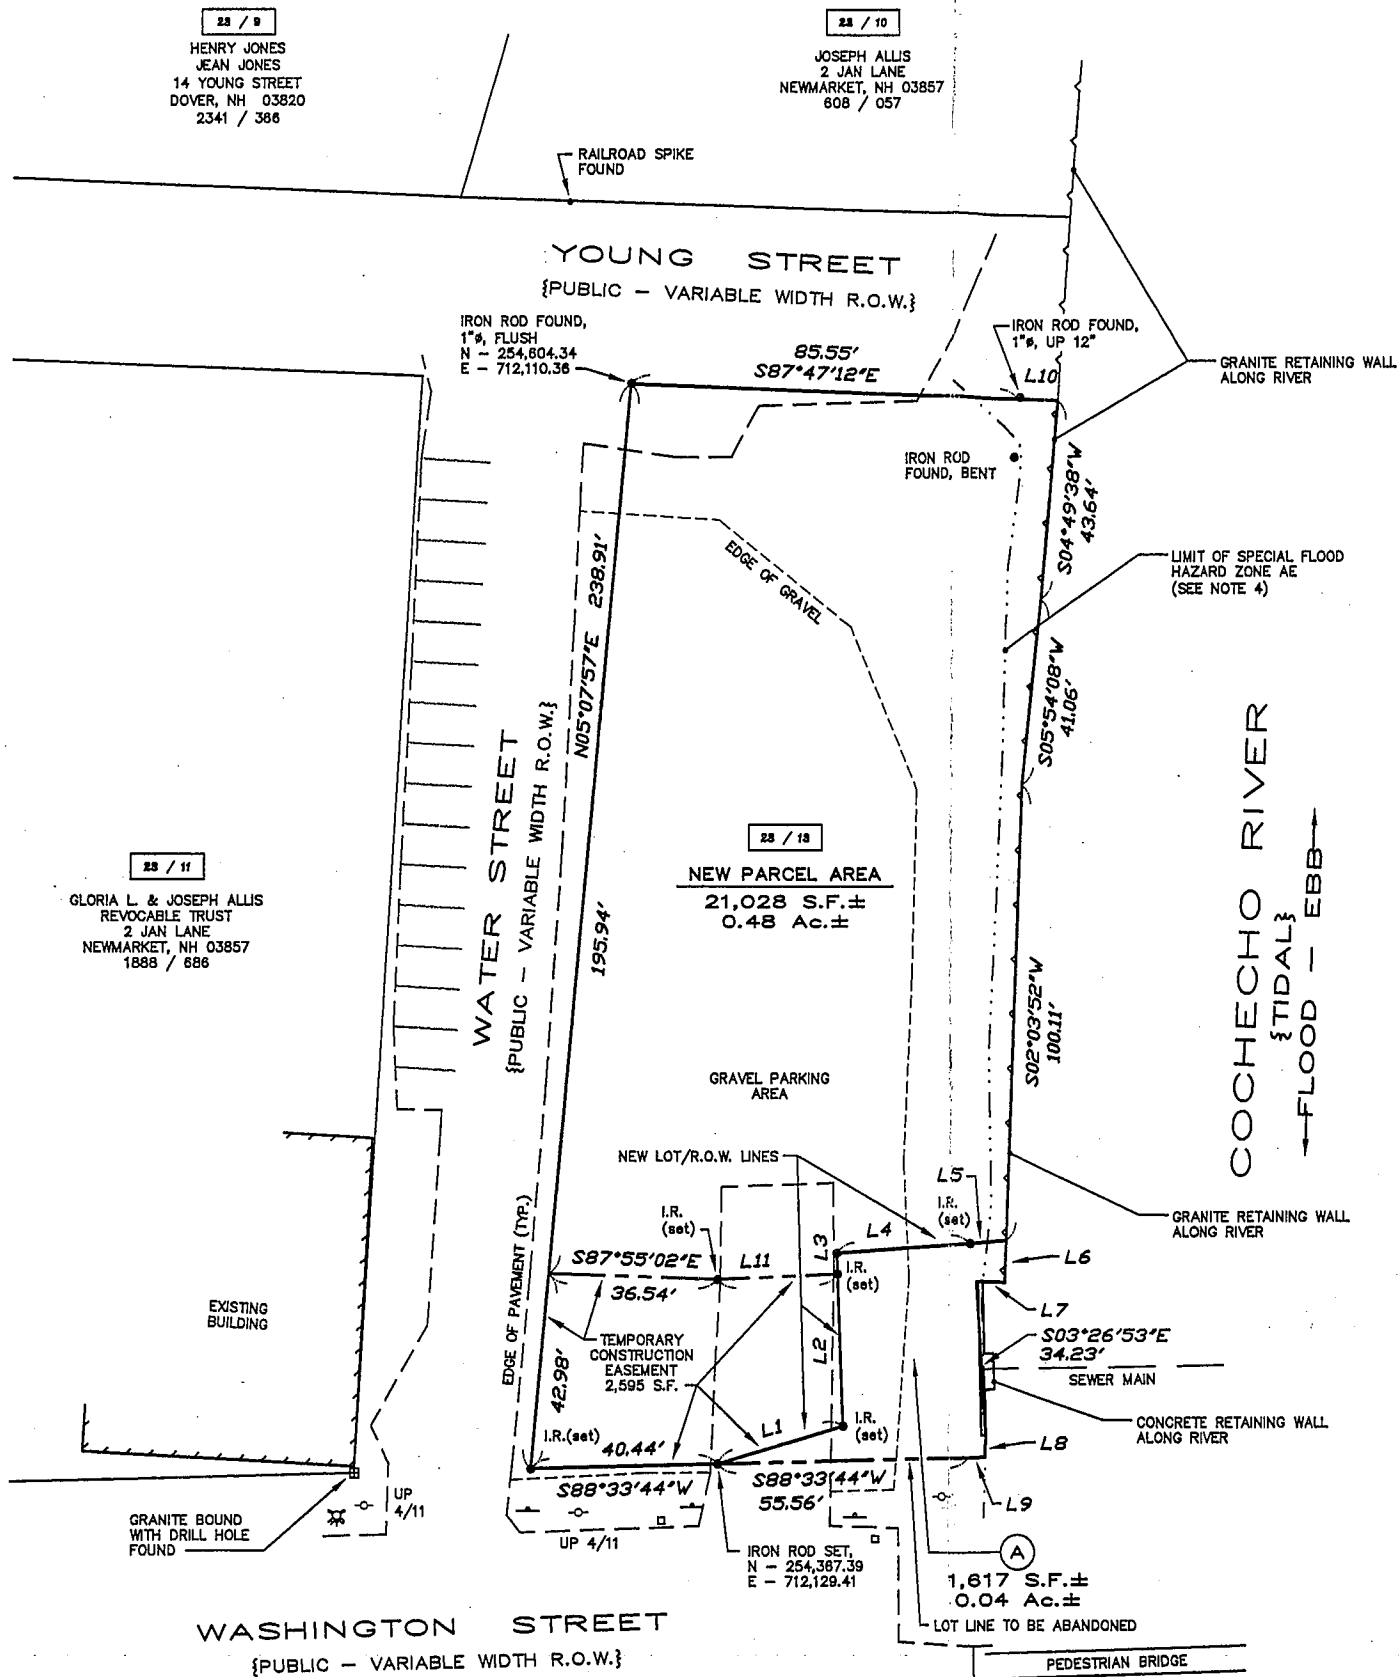 23 / 9
HENRY JONES
JEAN JONES
14 YOUNG STREET
DOVER, NH 03820
2341 / 386
23 / 10
JOSEPH ALLIS
2 JAN LANE
NEWMARKET, NH 03857
608 / 057
RAILROAD SPIKE
FOUND
YOUNG STREET
{PUBLIC – VARIABLE WIDTH R.O.W.}
IRON ROD FOUND,
1"ø, FLUSH
N – 254,604.34
E – 712,110.36
85.55'
S87°47'12"E
IRON ROD FOUND,
1"ø, UP 12"
L10
GRANITE RETAINING WALL
ALONG RIVER
IRON ROD
FOUND, BENT
S04°49'38"W
43.64'
EDGE OF GRAVEL
LIMIT OF SPECIAL FLOOD
HAZARD ZONE AE
(SEE NOTE 4)
N05°07'57"E 238.91'
S05°54'08"W
41.06'
WATER STREET
{PUBLIC – VARIABLE WIDTH R.O.W.}
195.94'
23 / 13
NEW PARCEL AREA
21,028 S.F.±
0.48 Ac.±
COCHECHO RIVER
{TIDAL}
FLOOD – EBB
23 / 11
GLORIA L. & JOSEPH ALLIS
REVOCABLE TRUST
2 JAN LANE
NEWMARKET, NH 03857
1888 / 686
S02°03'52"W
100.11'
GRAVEL PARKING
AREA
NEW LOT/R.O.W. LINES
L5
I.R.
(set)
I.R.
(set)
L4
L3
GRANITE RETAINING WALL
ALONG RIVER
EDGE OF PAVEMENT (TYP.)
S87°55'02"E
36.54'
L11
I.R.
(set)
L6
L7
EXISTING
BUILDING
TEMPORARY
CONSTRUCTION
EASEMENT
2,595 S.F.
L2
S03°26'53"E
34.23'
SEWER MAIN
42.98'
L1
I.R.
(set)
CONCRETE RETAINING WALL
ALONG RIVER
I.R.(set)
40.44'
S88°33'44"W
S88°33'44"W
55.56'
L8
L9
GRANITE BOUND
WITH DRILL HOLE
FOUND
UP
4/11
UP 4/11
IRON ROD SET,
N – 254,367.39
E – 712,129.41
A
1,617 S.F.±
0.04 Ac.±
LOT LINE TO BE ABANDONED
WASHINGTON STREET
{PUBLIC – VARIABLE WIDTH R.O.W.}
PEDESTRIAN BRIDGE